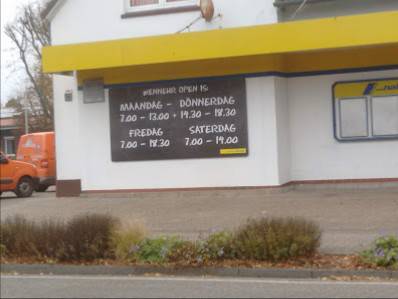 WENNEHR OPEN IS
MAANDAG - DÖNNERDAG
7.00 - 13.00 + 14.30 - 18.30
FREDAG SATERDAG
7.00 - 18.30 7.00 - 14.00